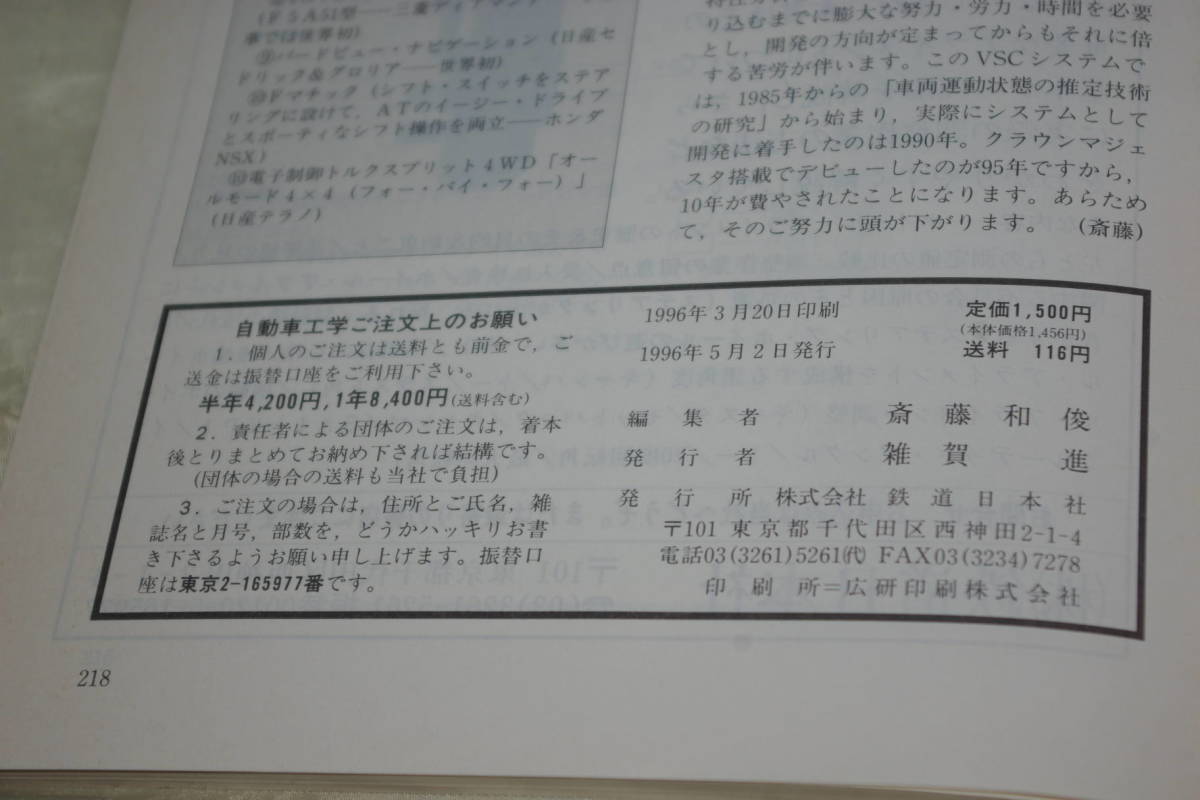 (F5A51型——三菱ディアマンテ
事では世界初)
⑨バードビュー・ナビゲーション(日産セ
ドリック&グロリア——世界初)
⑩Fマチック(シフト・スイッチをステア
リングに設けて，ATのイージー・ドライブ
とスポーティなシフト操作を両立——ホンダ
NSX)
⑪電子制御トルクスプリット4WD「オー
ルモード4×4(フォー・バイ・フォー)」
(日産テラノ)
り込むまでに膨大な努力・労力・時間を必要
とし，開発の方向が定まってからもそれに倍
する苦労が伴います。このVSCシステムで
は，1985年からの「車両運動状態の推定技術
の研究」から始まり，実際にシステムとして
開発に着手したのは1990年。クラウンマジェ
スタ搭載でデビューしたのが95年ですから，
10年が費やされたことになります。あらため
て，そのご努力に頭が下がります。 (斎藤)
自動車工学ご注文上のお願い
1．個人のご注文は送料とも前金で，ご
送金は振替口座をご利用下さい。
半年4,200円,1年8,400円(送料含む)
2．責任者による団体のご注文は，着本
後とりまとめてお納め下されば結構です。
(団体の場合の送料も当社で負担)
3．ご注文の場合は，住所とご氏名，雑
誌名と月号，部数を，どうかハッキリお書
き下さるようお願い申し上げます。振替口
座は東京2-165977番です。
1996年3月20日印刷
1996年5月2日発行
定価1,500円
(本体価格1,456円)
送料 116円
編集者 斎藤和俊
発行者 雑賀 進
発行所 株式会社 鉄道日本社
〒101 東京都千代田区西神田2-1-4
電話03(3261)5261(代) FAX03(3234)7278
印刷所＝広研印刷株式会社
218